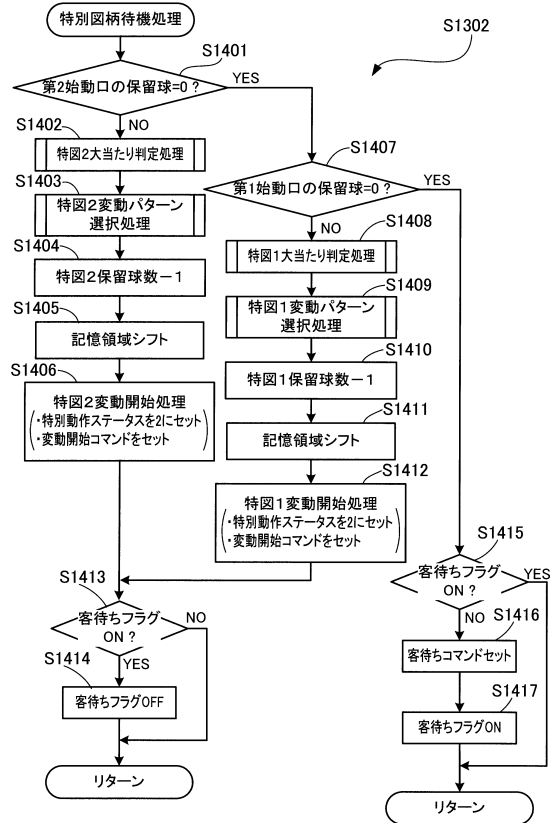 特別図柄待機処理
S1302
S1401
第2始動口の保留球=0？
YES
NO
S1402
特図2大当たり判定処理
S1403
特図2変動パターン
選択処理
S1404
特図2保留球数－1
S1405
記憶領域シフト
S1406
特図2変動開始処理
・特別動作ステータスを2にセット
・変動開始コマンドをセット
S1407
第1始動口の保留球=0？
YES
NO
S1408
特図1大当たり判定処理
S1409
特図1変動パターン
選択処理
S1410
特図1保留球数－1
S1411
記憶領域シフト
S1412
特図1変動開始処理
・特別動作ステータスを2にセット
・変動開始コマンドをセット
S1413
客待ちフラグ
ON？
NO
YES
S1414
客待ちフラグOFF
リターン
S1415
客待ちフラグ
ON？
YES
NO
S1416
客待ちコマンドセット
S1417
客待ちフラグON
リターン